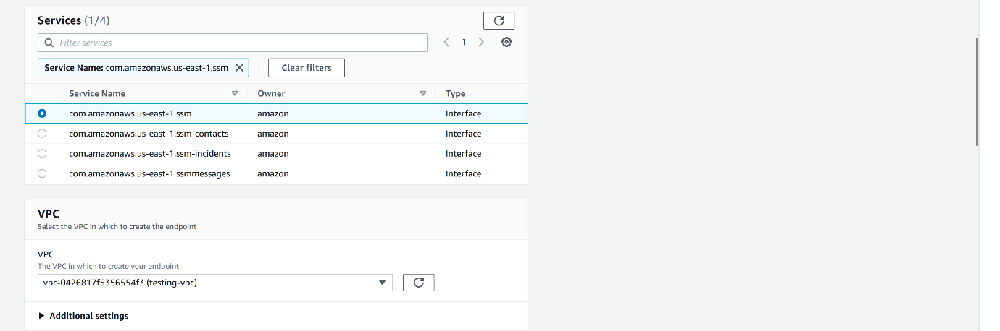 Services (1/4)
Filter services
1
Service Name: com.amazonaws.us-east-1.ssm
Clear filters
Service Name Owner Type
com.amazonaws.us-east-1.ssm amazon Interface
com.amazonaws.us-east-1.ssm-contacts amazon Interface
com.amazonaws.us-east-1.ssm-incidents amazon Interface
com.amazonaws.us-east-1.ssmmessages amazon Interface
VPC
Select the VPC in which to create the endpoint
VPC
The VPC in which to create your endpoint.
vpc-0426817f5356554f3 (testing-vpc)
Additional settings